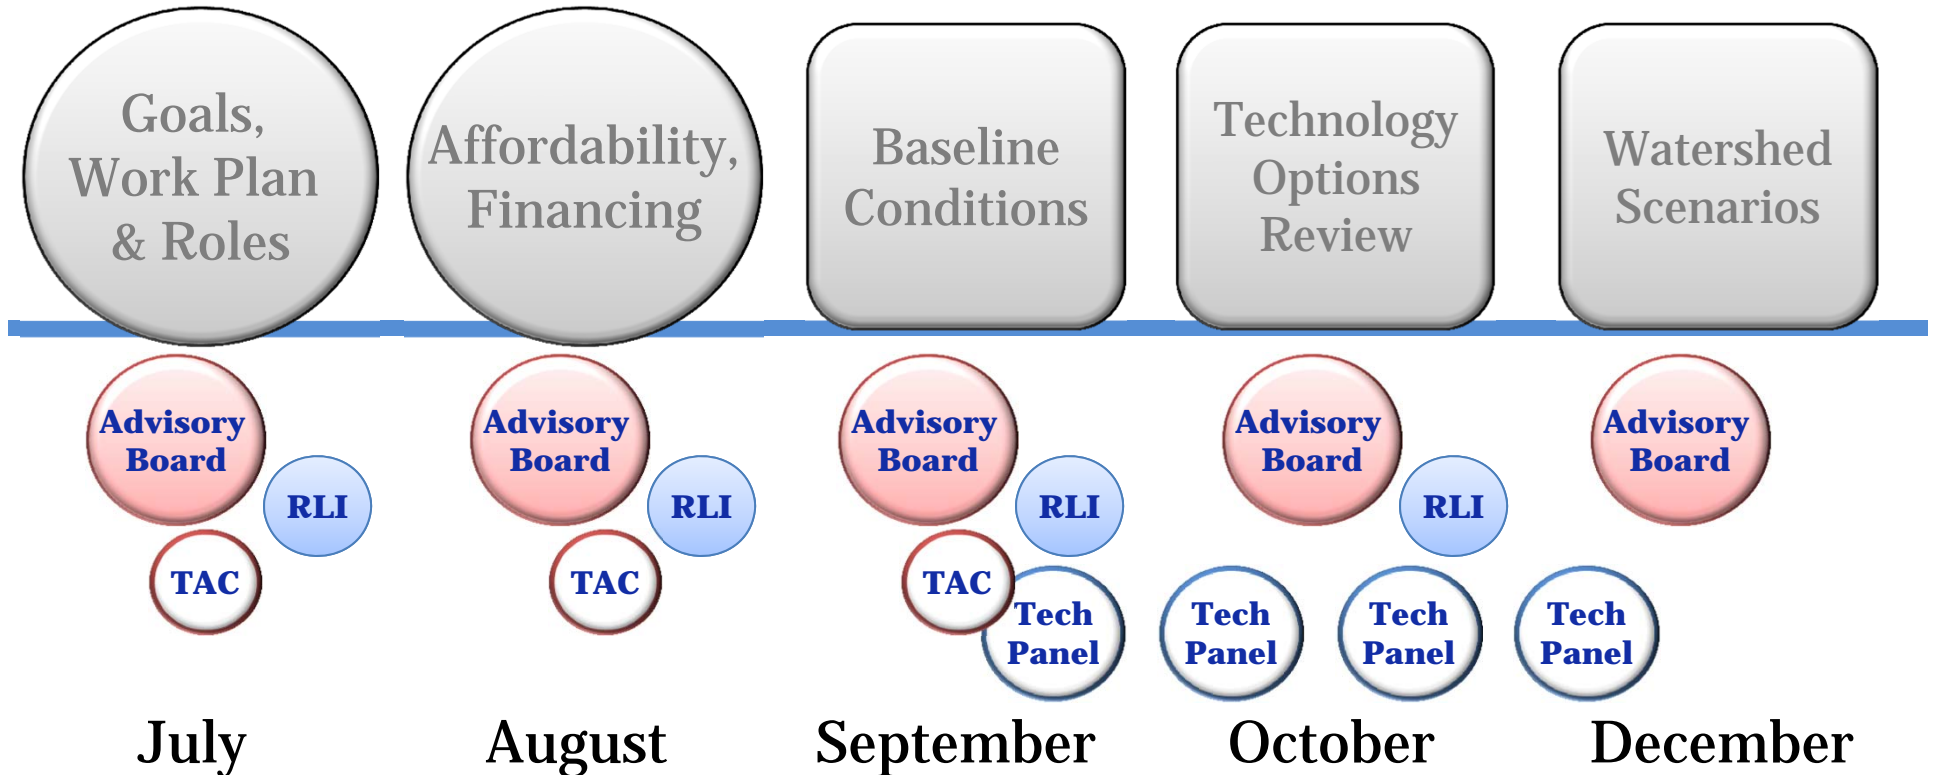 Goals,
Work Plan
& Roles
Affordability,
Financing
Baseline
Conditions
Technology
Options
Review
Watershed
Scenarios
Advisory
Board
RLI
TAC
Advisory
Board
RLI
TAC
Advisory
Board
RLI
TAC
Tech
Panel
Advisory
Board
RLI
Tech
Panel
Tech
Panel
Advisory
Board
Tech
Panel
July
August
September
October
December